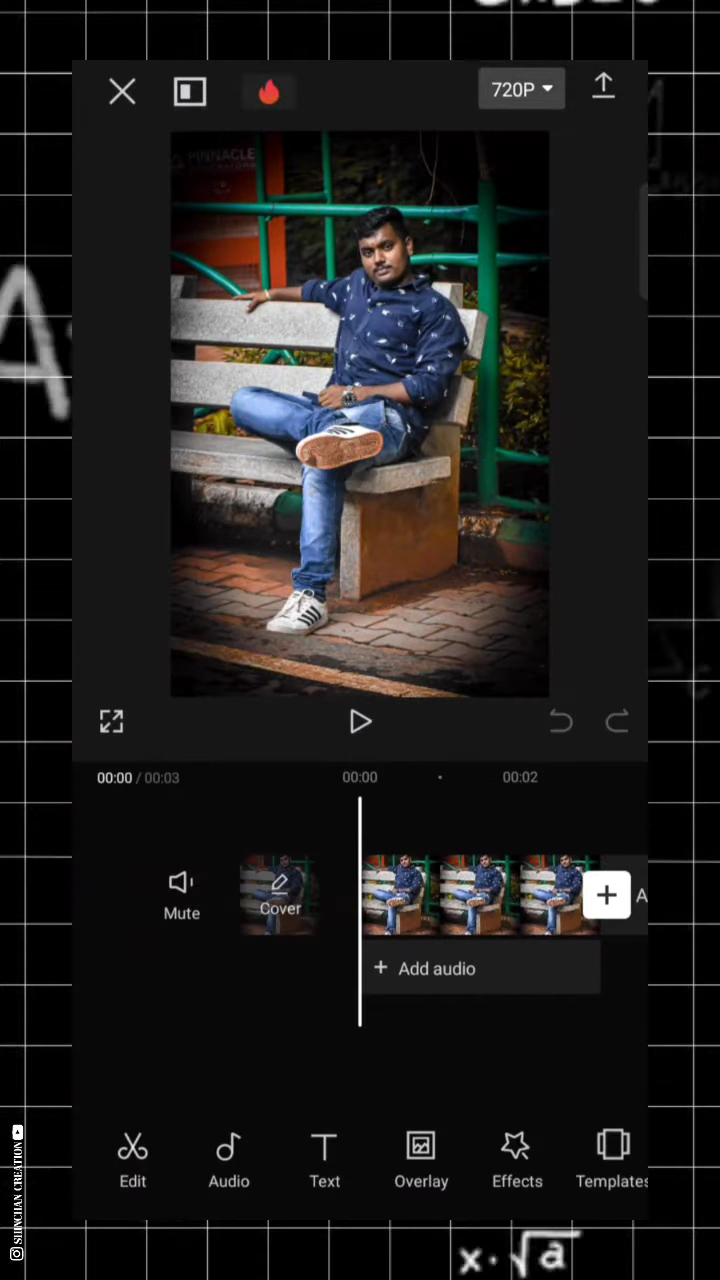 720P
PINNACLE
00:00 / 00:03
00:00
00:02
Mute
Cover
A
+ Add audio
Edit
Audio
Text
Overlay
Effects
Templates
SHINCHAN CREATION
x · √a